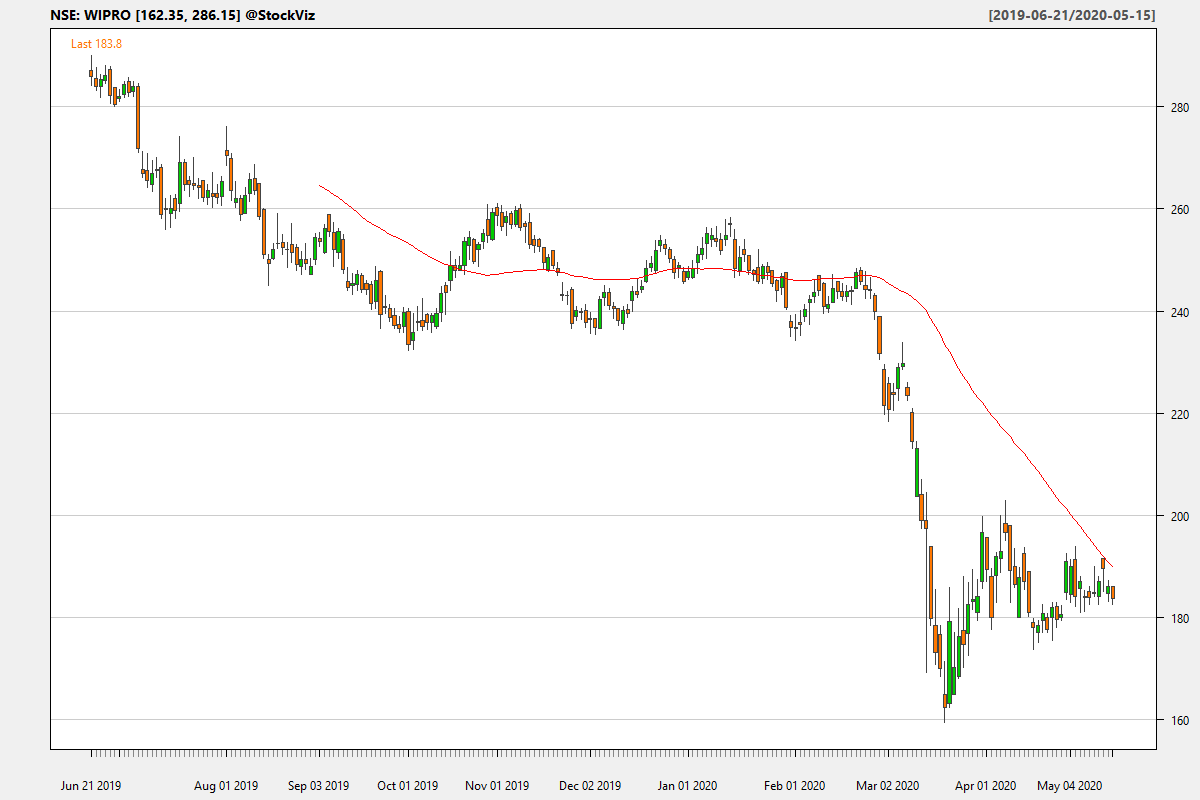 NSE: WIPRO [162.35, 286.15] @StockViz
[2019-06-21/2020-05-15]
Last 183.8
280
260
240
220
200
180
160
Jun 21 2019
Aug 01 2019
Sep 03 2019
Oct 01 2019
Nov 01 2019
Dec 02 2019
Jan 01 2020
Feb 01 2020
Mar 02 2020
Apr 01 2020
May 04 2020